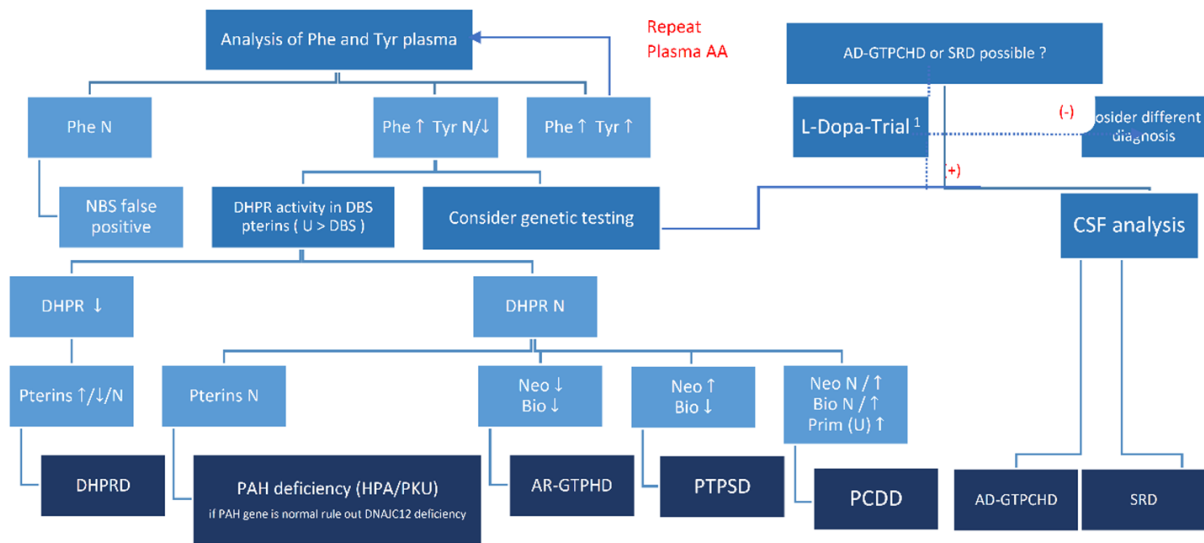 Analysis of Phe and Tyr plasma
Repeat
Plasma AA
AD-GTPCHD or SRD possible ?
Phe N
Phe ↑ Tyr N/↓
Phe ↑ Tyr ↑
L-Dopa-Trial 1
(-)
osider different
diagnosis
(+)
NBS false
positive
DHPR activity in DBS
pterins ( U > DBS )
Consider genetic testing
CSF analysis
DHPR ↓
DHPR N
Pterins ↑/↓/N
Pterins N
Neo ↓
Bio ↓
Neo ↑
Bio ↓
Neo N / ↑
Bio N / ↑
Prim (U) ↑
DHPRD
PAH deficiency (HPA/PKU)
if PAH gene is normal rule out DNAJC12 deficiency
AR-GTPHD
PTPSD
PCDD
AD-GTPCHD
SRD